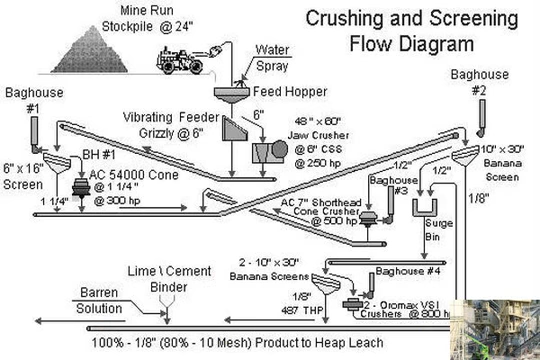 Crushing and Screening
Flow Diagram
Mine Run
Stockpile @ 24"
Water
Spray
Feed Hopper
Baghouse
#1
Baghouse
#2
Vibrating Feeder
Grizzly @ 6"
6"
48" x 60"
Jaw Crusher
@ 6" CSS
@ 250 hp
6" x 16"
Screen
BH #1
AC 54000 Cone
@ 1 1/4"
@ 300 hp
1 1/4"
10" x 30"
Banana
Screen
1/2"
Baghouse
#3
1/2"
1/8"
AC 7" Shorthead
Cone Crusher
@ 500 hp
Surge
Bin
2 - 10" x 30"
Banana Screens
Baghouse #4
Lime \ Cement
Binder
Barren
Solution
1/8"
487 THP
2 - Oromax VSI
Crushers @ 800 hp
100% - 1/8" (80% - 10 Mesh) Product to Heap Leach